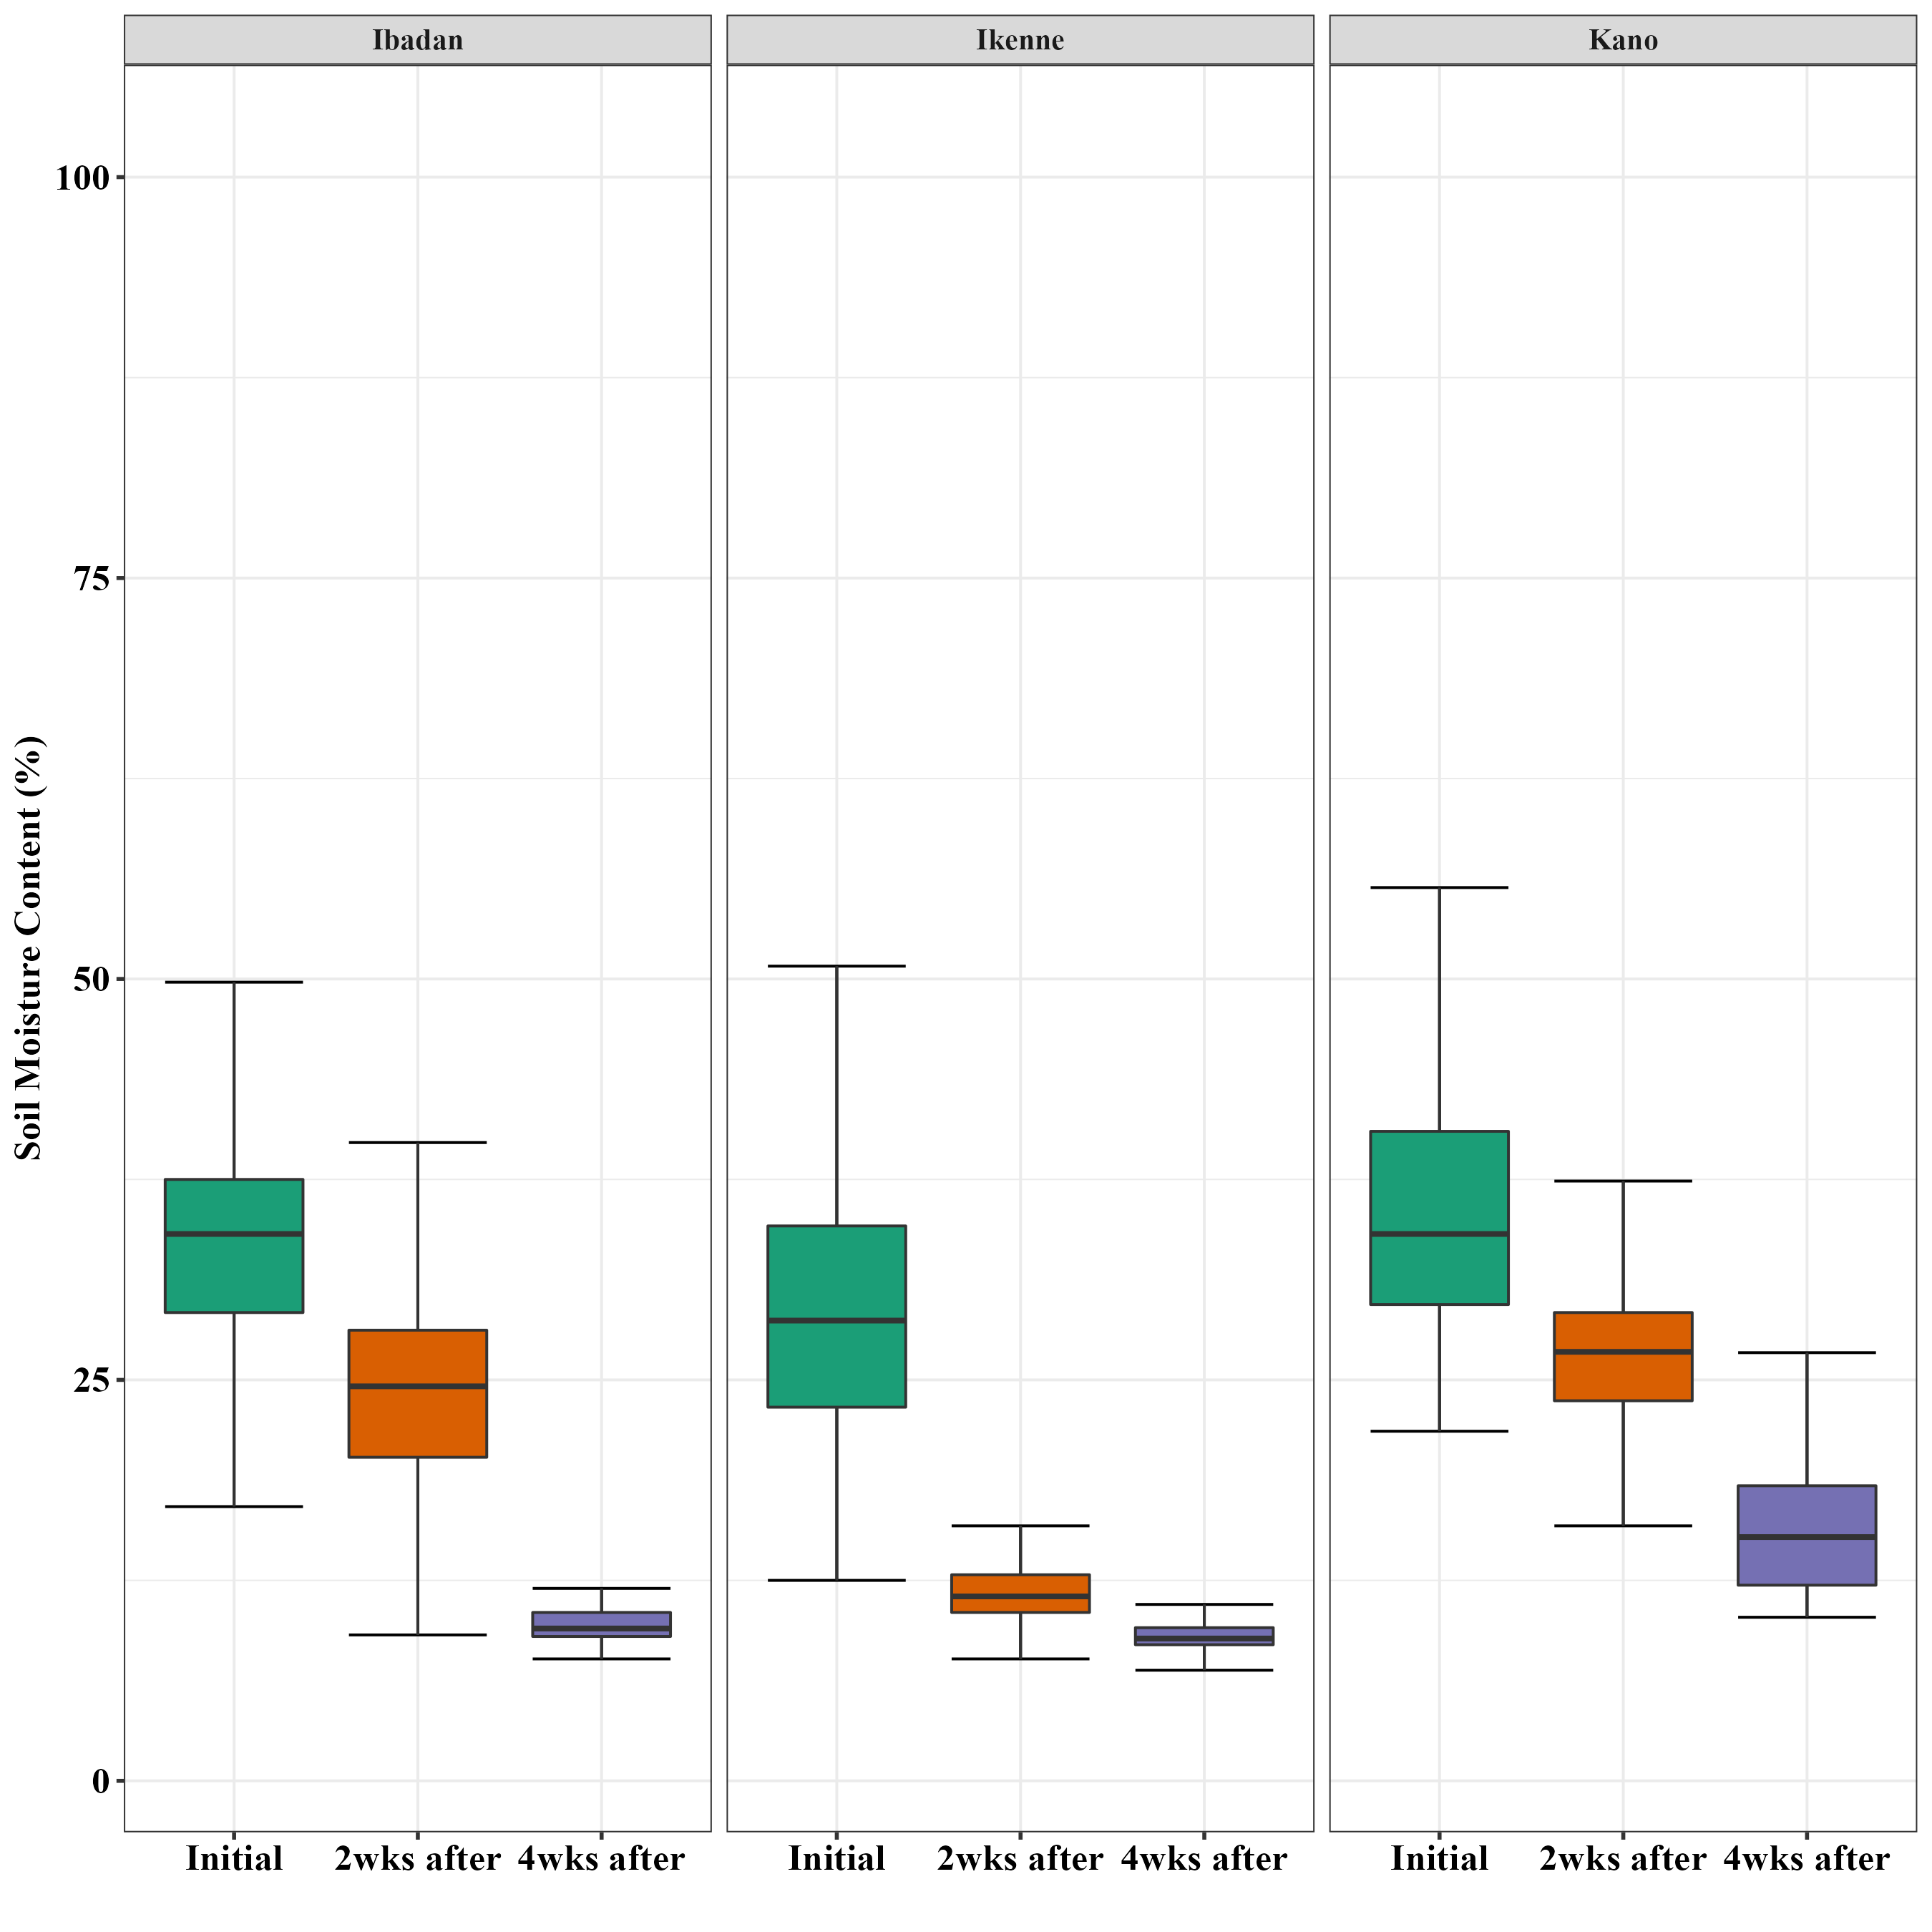 Ibadan
Ikenne
Kano
Soil Moisture Content (%)
100
75
50
25
0
Initial 2wks after 4wks after
Initial 2wks after 4wks after
Initial 2wks after 4wks after